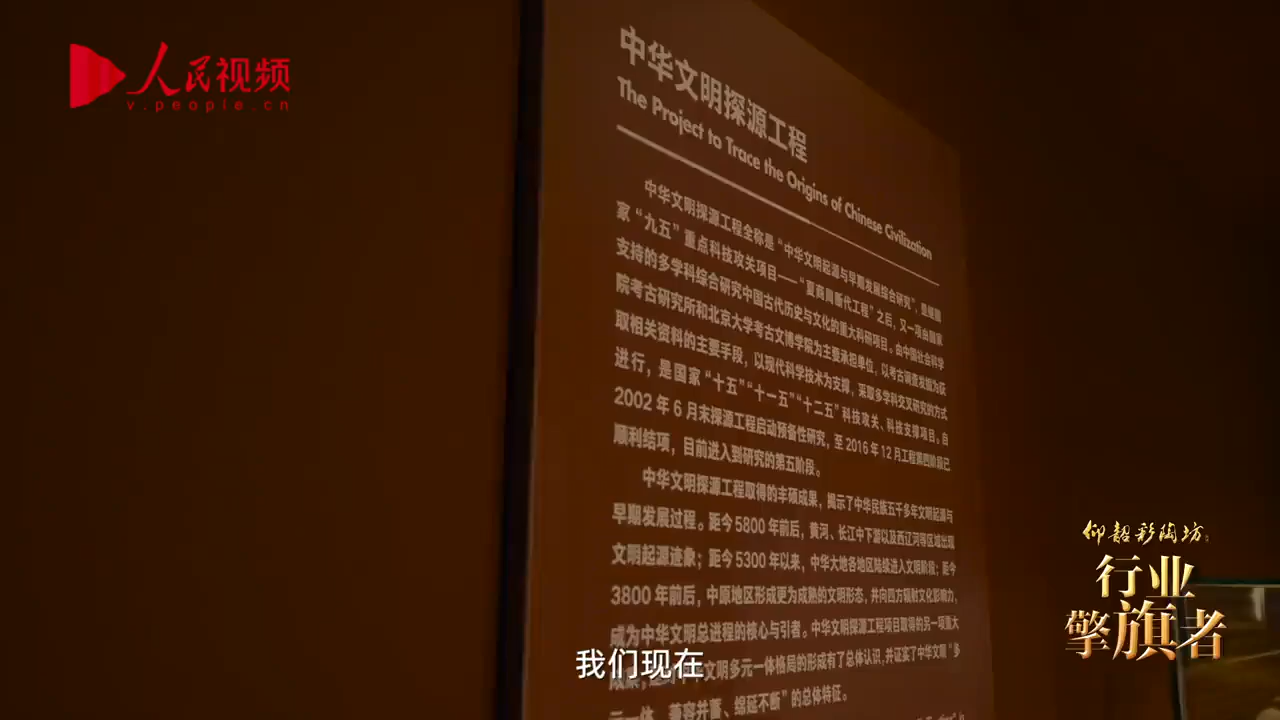 人民视频
v.people.cn
中华文明探源工程
The Project to Trace the Origins of Chinese Civilization
中华文明探源工程全称是“中华文明起源与早期发展综合研究”，是继国
家“九五”重点科技攻关项目——“夏商周断代工程”之后，又一项由国家
支持的多学科综合研究中国古代历史与文化的重大科研项目。由中国社会科学
院考古研究所和北京大学考古文博学院为主要承担单位，以考古调查发掘为获
取相关资料的主要手段，以现代科学技术为支撑，采取多学科交叉研究的方式
进行，是国家“十五”“十一五”“十二五”科技攻关、科技支撑项目。自
2002年6月末探源工程启动预备性研究，至2016年12月工程第四阶段已
顺利结项，目前进入到研究的第五阶段。
中华文明探源工程取得的丰硕成果，揭示了中华民族五千多年文明起源与
早期发展过程。距今5800年前后，黄河、长江中下游以及西辽河等区域出现
文明起源迹象；距今5300年以来，中华大地各地区陆续进入文明阶段；距今
3800年前后，中原地区形成更为成熟的文明形态，并向四方辐射文化影响力，
成为中华文明总进程的核心与引者。中华文明探源工程项目取得的另一项重大
文明多元一体格局的形成有了总体认识，并证实了中华文明“多
元一体、兼容并蓄、绵延不断”的总体特征。
我们现在
仰韶彩陶坊
行业
擎旗者